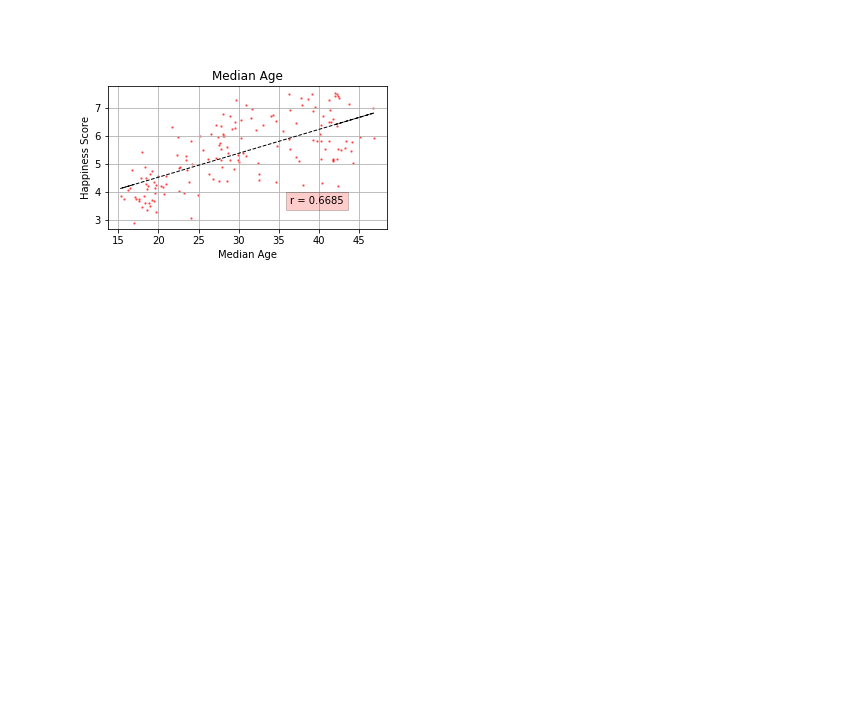 Median Age
Happiness Score
7
6
5
4
3
r = 0.6685
15 20 25 30 35 40 45
Median Age